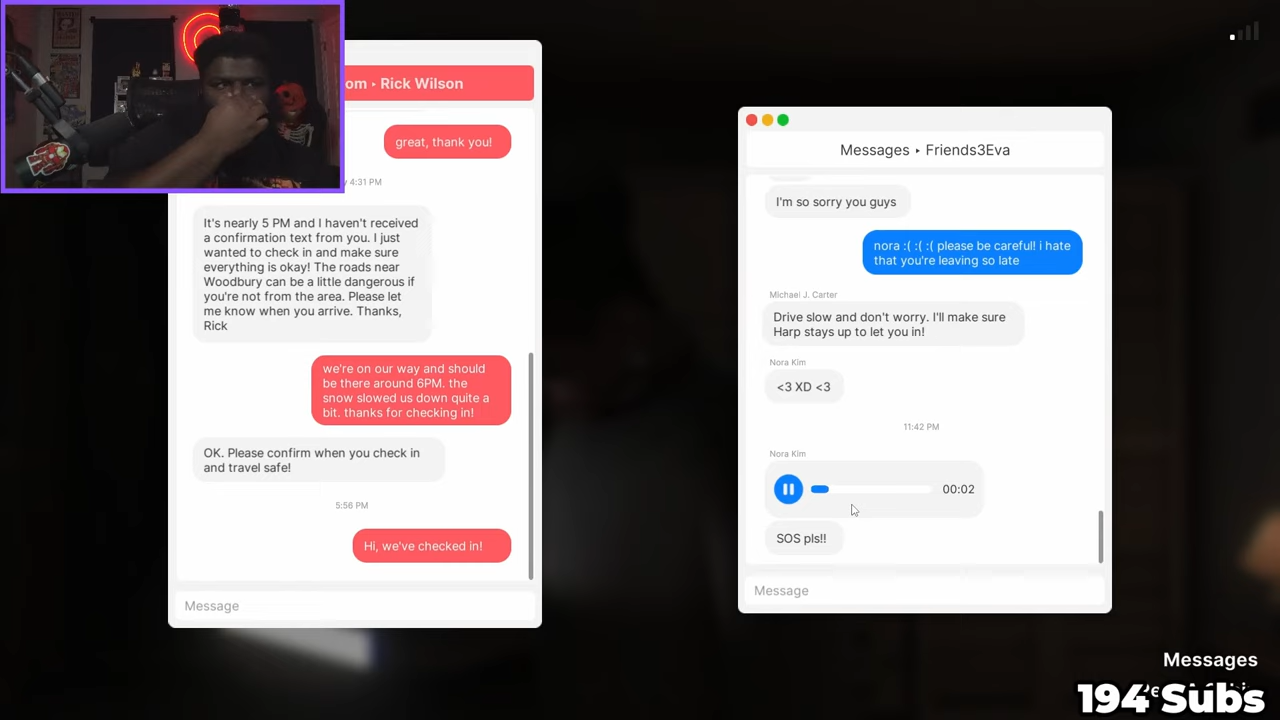 om ▸ Rick Wilson
great, thank you!
4:31 PM
It's nearly 5 PM and I haven't received
a confirmation text from you. I just
wanted to check in and make sure
everything is okay! The roads near
Woodbury can be a little dangerous if
you're not from the area. Please let
me know when you arrive. Thanks,
Rick
we're on our way and should
be there around 6PM. the
snow slowed us down quite a
bit. thanks for checking in!
OK. Please confirm when you check in
and travel safe!
5:56 PM
Hi, we've checked in!
Message
Messages ▸ Friends3Eva
I'm so sorry you guys
nora :( :( :( please be careful! i hate
that you're leaving so late
Michael J. Carter
Drive slow and don't worry. I'll make sure
Harp stays up to let you in!
Nora Kim
<3 XD <3
11:42 PM
Nora Kim
00:02
SOS pls!!
Message
Messages
194 Subs